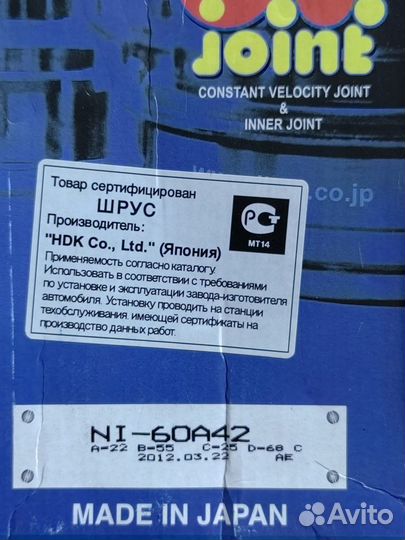 Joint
CONSTANT VELOCITY JOINT
&
INNER JOINT
.co.jp
Товар сертифицирован
ШРУС
Производитель:
"HDK Co., Ltd." (Япония)
Применяемость согласно каталогу.
Использовать в соответствии с требованиями
по установке и эксплуатации завода-изготовителя
автомобиля. Установку проводить на станции
техобслуживания, имеющей сертификаты на
производство данных работ.
РСТ
МТ14
NI-60A42
A-22 B-55 C-25 D-68 C
2012.03.22 AE
MADE IN JAPAN
Avito